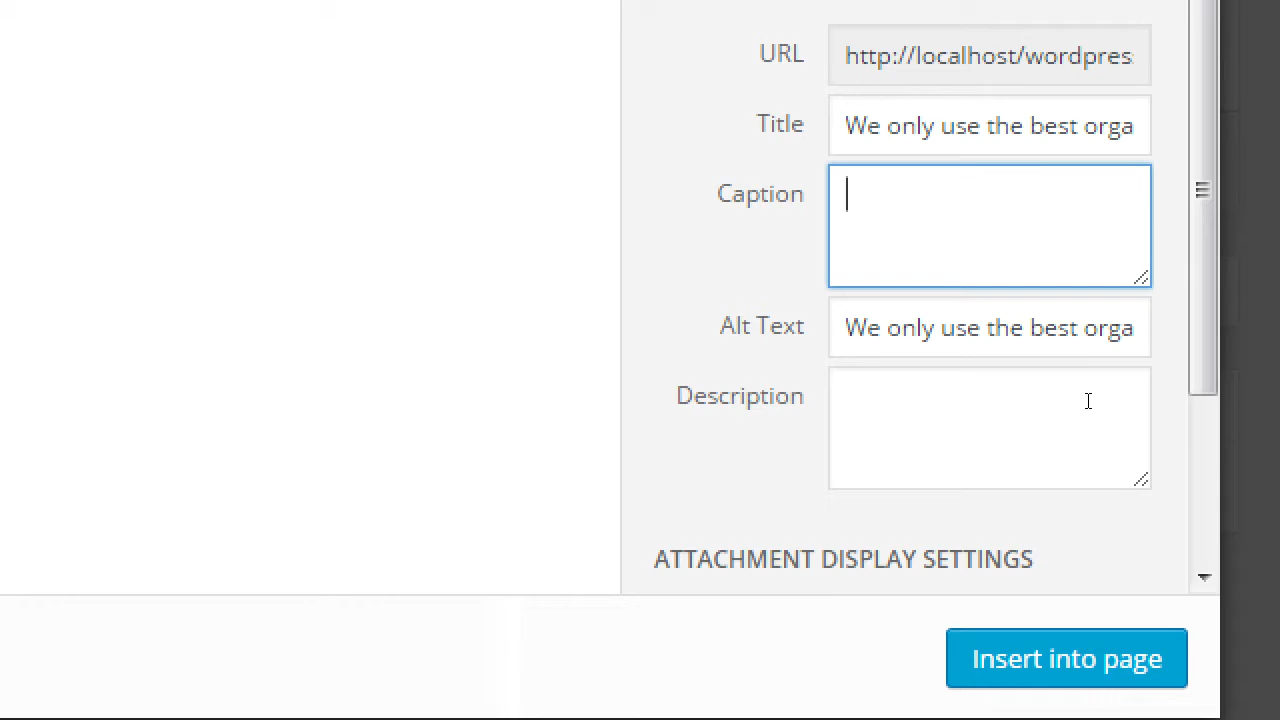 URL
http://localhost/wordpres
Title
We only use the best orga
Caption
Alt Text
We only use the best orga
Description
ATTACHMENT DISPLAY SETTINGS
Insert into page